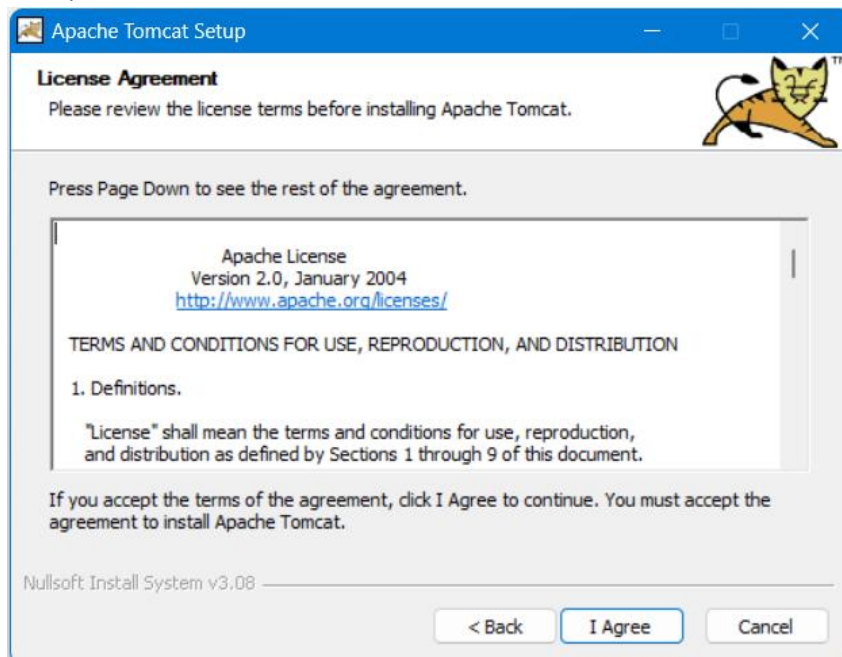 Apache Tomcat Setup
License Agreement
Please review the license terms before installing Apache Tomcat.
Press Page Down to see the rest of the agreement.
Apache License
Version 2.0, January 2004
http://www.apache.org/licenses/
TERMS AND CONDITIONS FOR USE, REPRODUCTION, AND DISTRIBUTION
1. Definitions.
"License" shall mean the terms and conditions for use, reproduction,
and distribution as defined by Sections 1 through 9 of this document.
If you accept the terms of the agreement, click I Agree to continue. You must accept the
agreement to install Apache Tomcat.
Nullsoft Install System v3.08
< Back I Agree Cancel